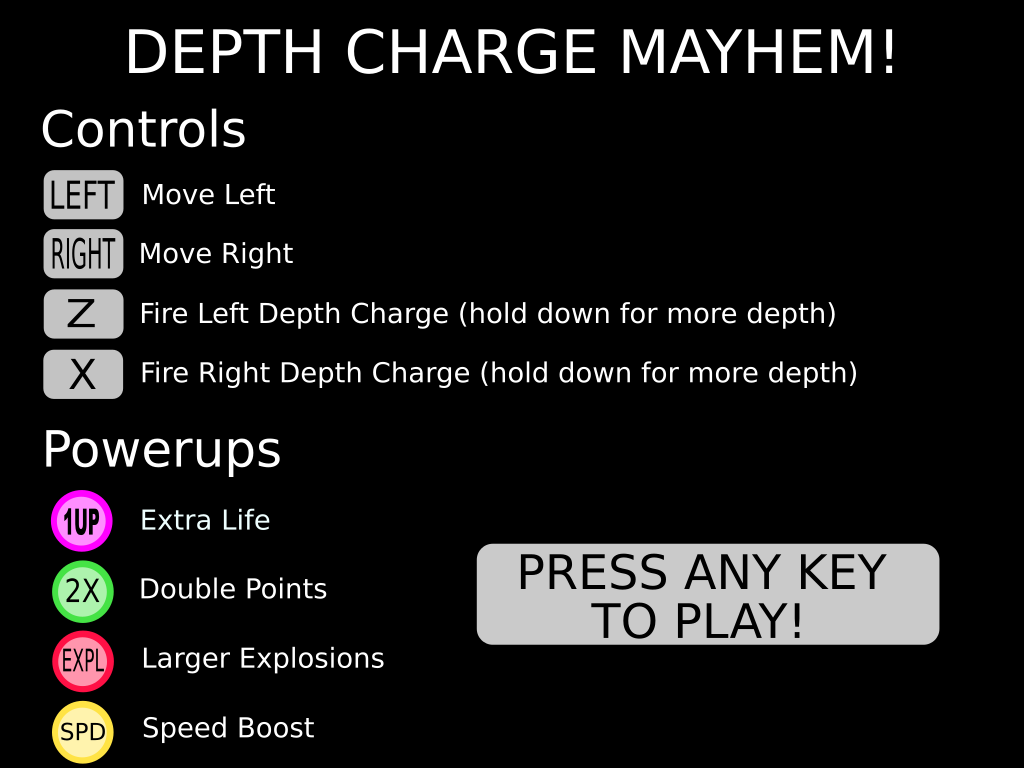 DEPTH CHARGE MAYHEM!
Controls
LEFT Move Left
RIGHT Move Right
Z Fire Left Depth Charge (hold down for more depth)
X Fire Right Depth Charge (hold down for more depth)
Powerups
1UP Extra Life
2X Double Points
EXPL Larger Explosions
SPD Speed Boost
PRESS ANY KEY
TO PLAY!